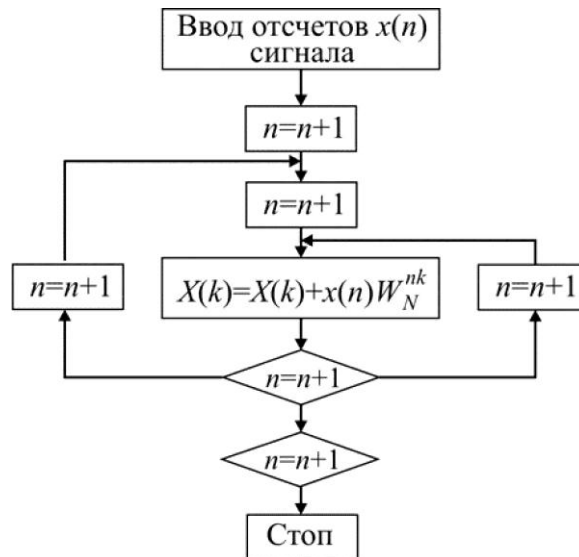 Ввод отсчетов x(n)
сигнала
n=n+1
n=n+1
n=n+1
X(k)=X(k)+x(n)W_N^{nk}
n=n+1
n=n+1
n=n+1
Стоп